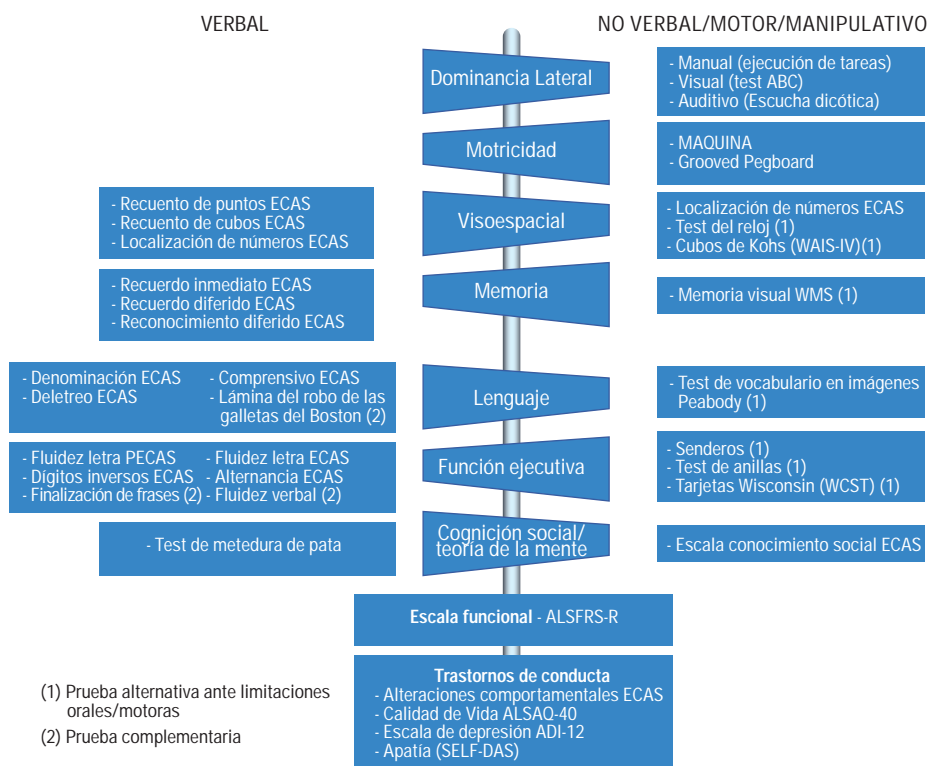 VERBAL
NO VERBAL/MOTOR/MANIPULATIVO
Dominancia Lateral
- Manual (ejecución de tareas)
- Visual (test ABC)
- Auditivo (Escucha dicótica)
Motricidad
- MAQUINA
- Grooved Pegboard
- Recuento de puntos ECAS
- Recuento de cubos ECAS
- Localización de números ECAS
Visoespacial
- Localización de números ECAS
- Test del reloj (1)
- Cubos de Kohs (WAIS-IV)(1)
- Recuerdo inmediato ECAS
- Recuerdo diferido ECAS
- Reconocimiento diferido ECAS
Memoria
- Memoria visual WMS (1)
- Denominación ECAS
- Deletreo ECAS
- Comprensivo ECAS
- Lámina del robo de las
galletas del Boston (2)
Lenguaje
- Test de vocabulario en imágenes
Peabody (1)
- Fluidez letra PECAS
- Dígitos inversos ECAS
- Finalización de frases (2)
- Fluidez letra ECAS
- Alternancia ECAS
- Fluidez verbal (2)
Función ejecutiva
- Senderos (1)
- Test de anillas (1)
- Tarjetas Wisconsin (WCST) (1)
- Test de metedura de pata
Cognición social/
teoría de la mente
- Escala conocimiento social ECAS
Escala funcional - ALSFRS-R
Trastornos de conducta
- Alteraciones comportamentales ECAS
- Calidad de Vida ALSAQ-40
- Escala de depresión ADI-12
- Apatía (SELF-DAS)
(1) Prueba alternativa ante limitaciones
orales/motoras
(2) Prueba complementaria